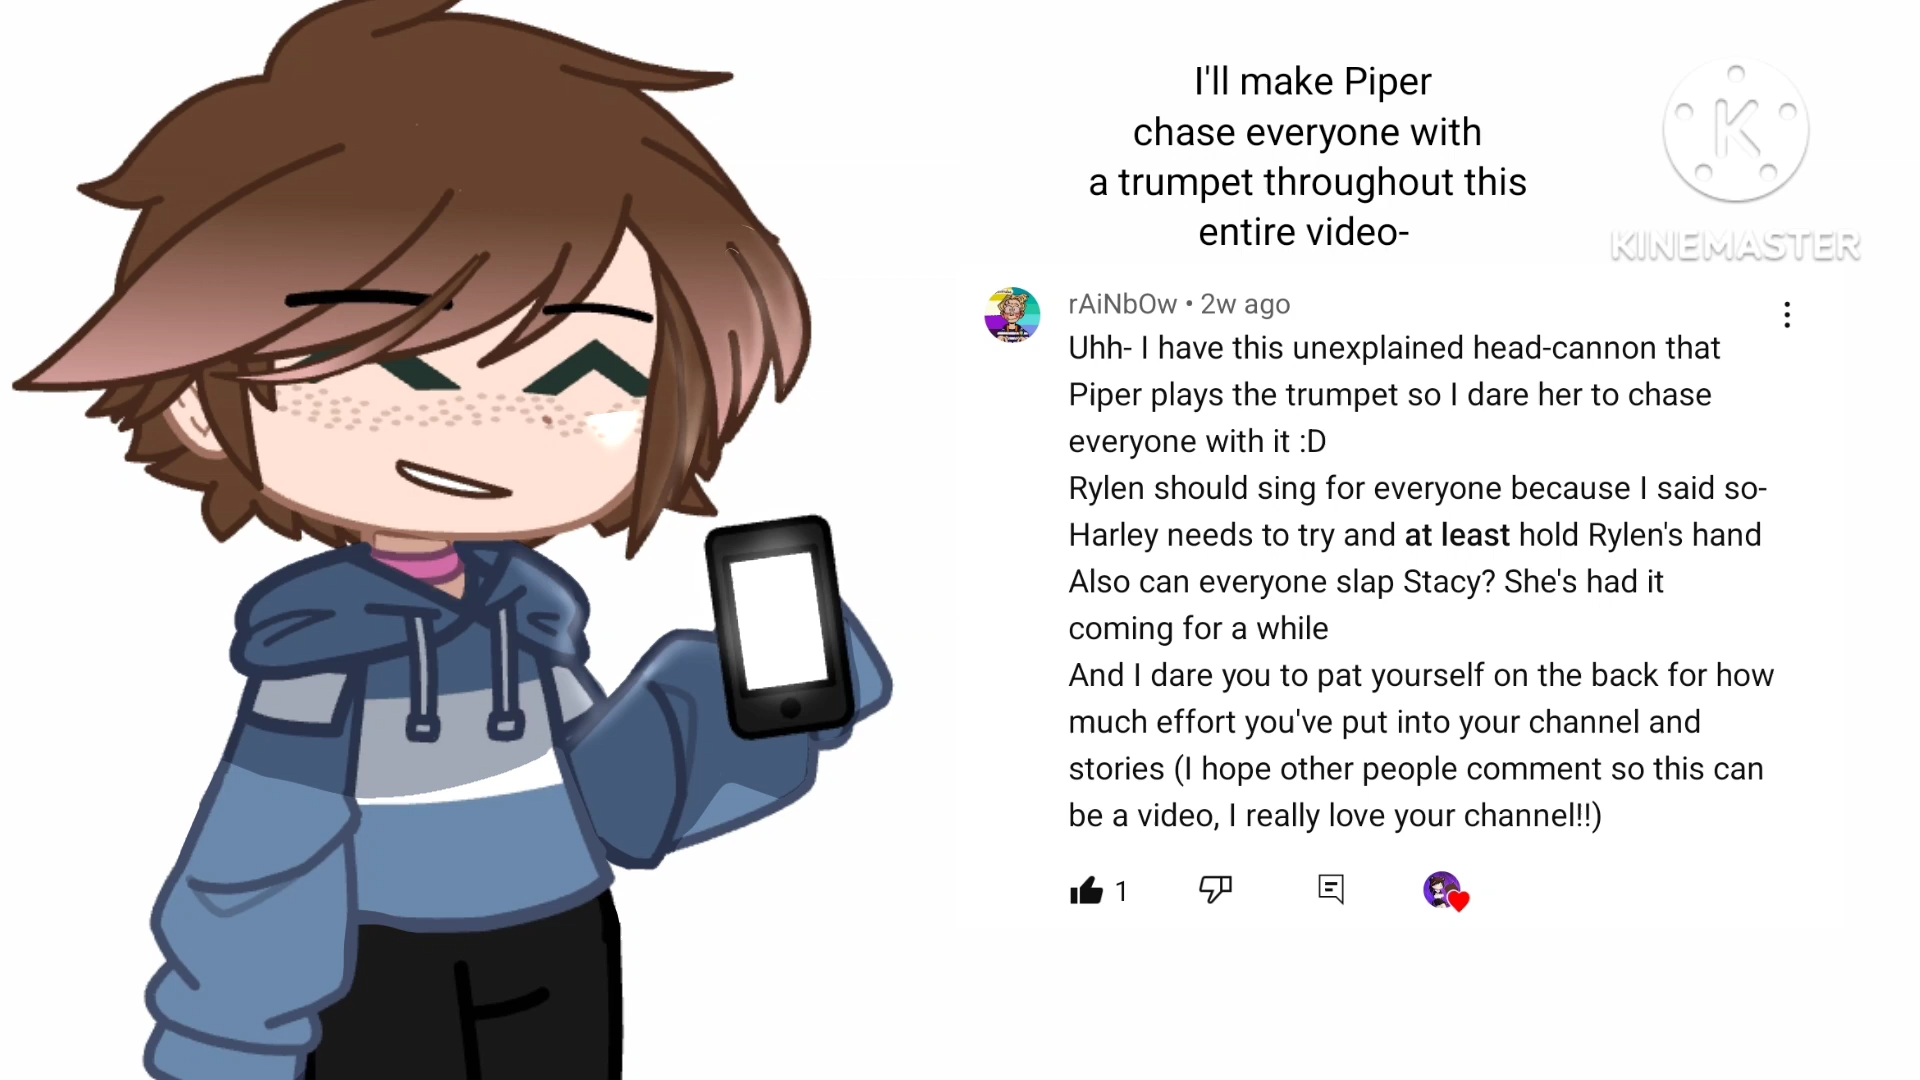 I'll make Piper
chase everyone with
a trumpet throughout this
entire video-
K
KINEMASTER
rAiNbOw • 2w ago
Uhh- I have this unexplained head-cannon that
Piper plays the trumpet so I dare her to chase
everyone with it :D
Rylen should sing for everyone because I said so-
Harley needs to try and at least hold Rylen's hand
Also can everyone slap Stacy? She's had it
coming for a while
And I dare you to pat yourself on the back for how
much effort you've put into your channel and
stories (I hope other people comment so this can
be a video, I really love your channel!!)
1